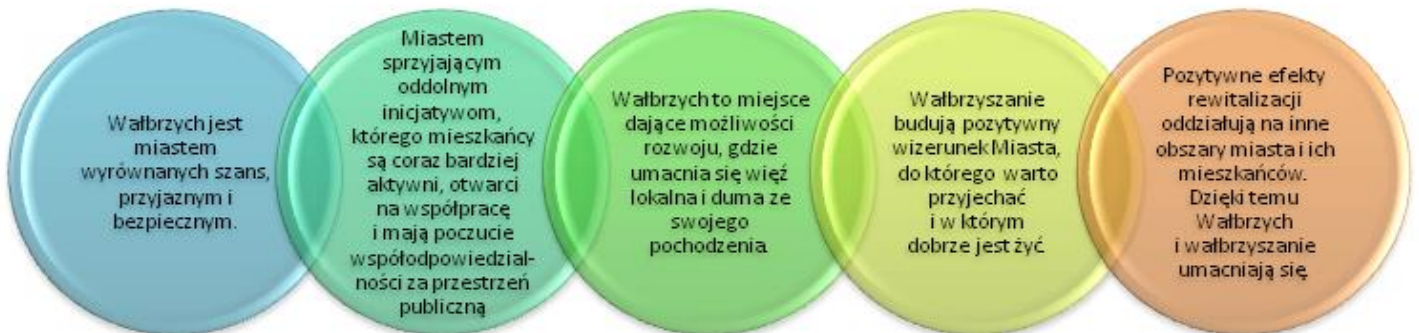 Wałbrzych jest
miastem
wyrównanych szans,
przyjaznym i
bezpiecznym.
Miastem
sprzyjającym
oddolnym
inicjatywom,
którego mieszkańcy
są coraz bardziej
aktywni, otwarci
na współpracę
i mają poczucie
współodpowiedzial-
ności za przestrzeń
publiczną
Wałbrzych to miejsce
dające możliwości
rozwoju, gdzie
umacnia się więź
lokalna i duma ze
swojego
pochodzenia.
Wałbrzyszanie
budują pozytywny
wizerunek Miasta,
do którego warto
przyjechać
i w którym
dobrze jest żyć.
Pozytywne efekty
rewitalizacji
oddziałują na inne
obszary miasta i ich
mieszkańców.
Dzięki temu
Wałbrzych
i wałbrzyszanie
umacniają się.